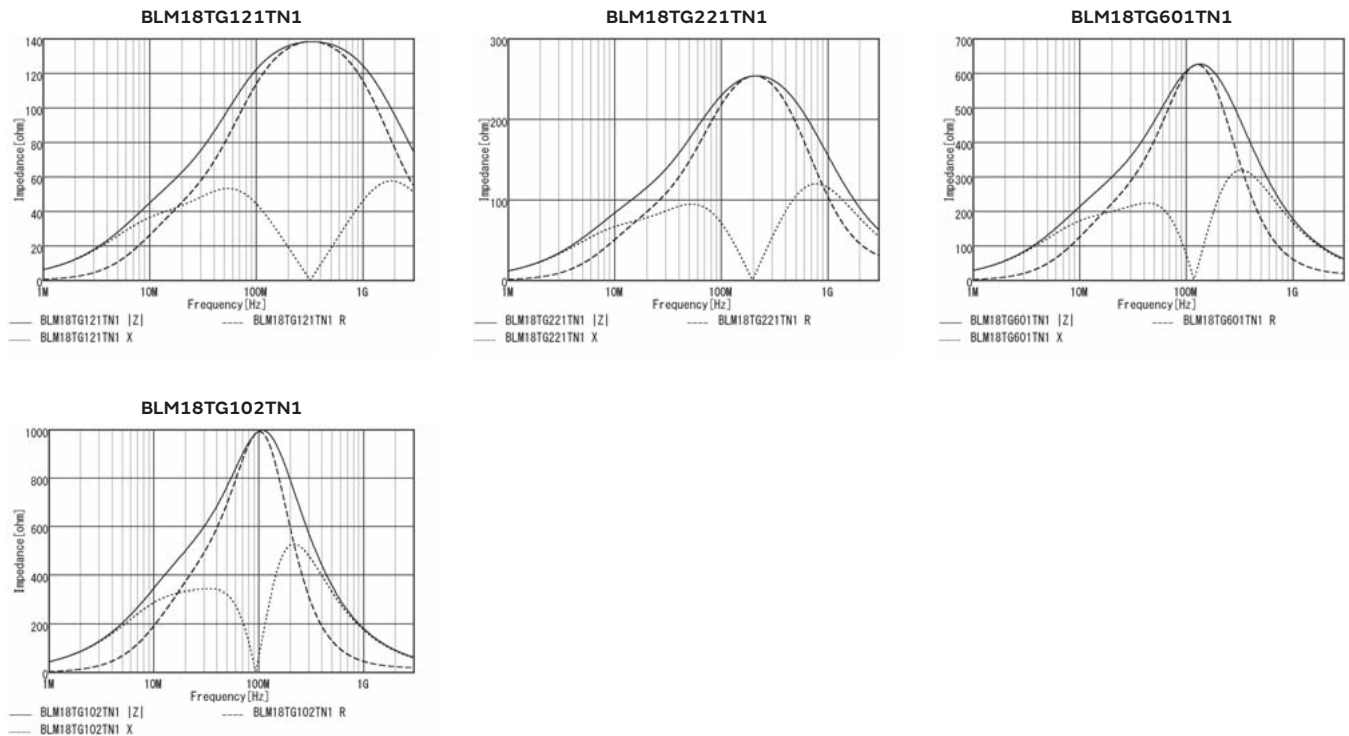 BLM18TG121TN1
140
120
100
80
60
40
20
0
Impedance[ohm]
1M 10M 100M 1G
Frequency[Hz]
BLM18TG121TN1 |Z| BLM18TG121TN1 R
BLM18TG121TN1 X
BLM18TG221TN1
300
200
100
0
Impedance[ohm]
1M 10M 100M 1G
Frequency[Hz]
BLM18TG221TN1 |Z| BLM18TG221TN1 R
BLM18TG221TN1 X
BLM18TG601TN1
700
600
500
400
300
200
100
0
Impedance[ohm]
1M 10M 100M 1G
Frequency[Hz]
BLM18TG601TN1 |Z| BLM18TG601TN1 R
BLM18TG601TN1 X
BLM18TG102TN1
1000
800
600
400
200
0
Impedance[ohm]
1M 10M 100M 1G
Frequency[Hz]
BLM18TG102TN1 |Z| BLM18TG102TN1 R
BLM18TG102TN1 X